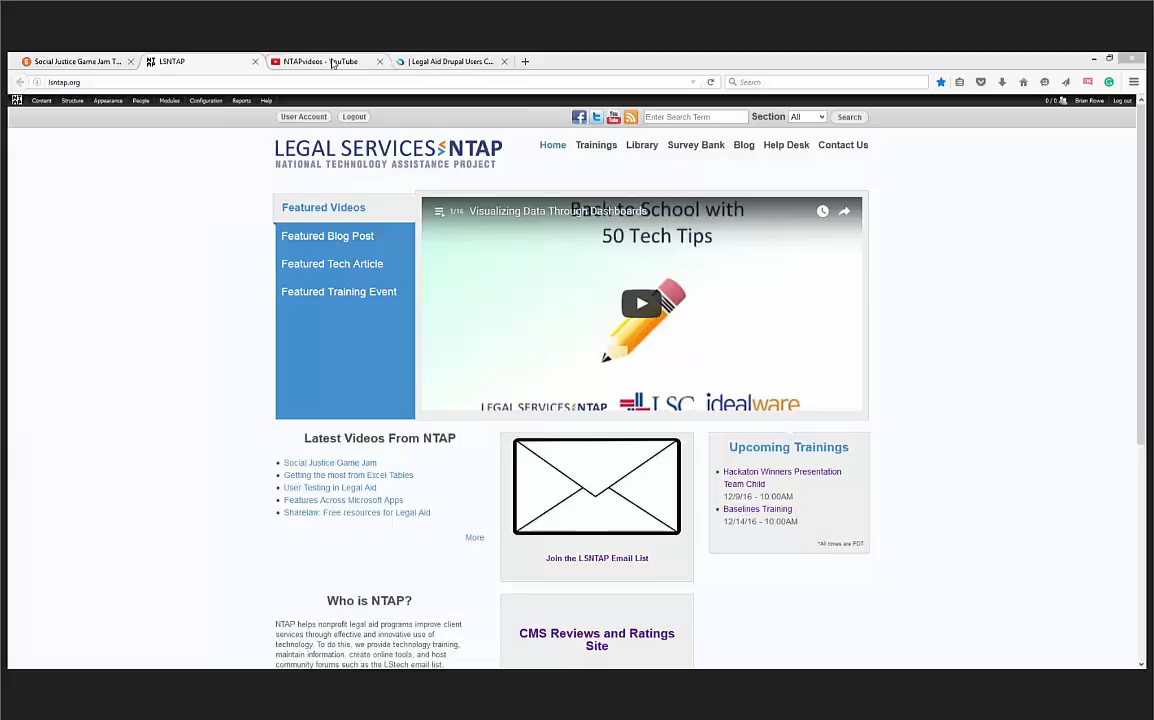 Social Justice Game Jam T...
LSNTAP
NTAPvideos - YouTube
| Legal Aid Drupal Users C...
lsntap.org
Search
Content Structure Appearance People Modules Configuration Reports Help
0 / 0
Brian Rowe Log out
User Account Logout
Enter Search Term
Section All
Search
LEGAL SERVICES NTAP
NATIONAL TECHNOLOGY ASSISTANCE PROJECT
Home Trainings Library Survey Bank Blog Help Desk Contact Us
Featured Videos
Featured Blog Post
Featured Tech Article
Featured Training Event
1/16 Visualizing Data Through Dashboards
Back to School with
50 Tech Tips
LEGAL SERVICES NTAP LSC idealware
Latest Videos From NTAP
Social Justice Game Jam
Getting the most from Excel Tables
User Testing in Legal Aid
Features Across Microsoft Apps
Sharelaw: Free resources for Legal Aid
More
Join the LSNTAP Email List
Upcoming Trainings
Hackaton Winners Presentation
Team Child
12/9/16 - 10:00AM
Baselines Training
12/14/16 - 10:00AM
*All times are PDT
Who is NTAP?
NTAP helps nonprofit legal aid programs improve client
services through effective and innovative use of
technology. To do this, we provide technology training,
maintain information, create online tools, and host
community forums such as the LStech email list.
CMS Reviews and Ratings
Site